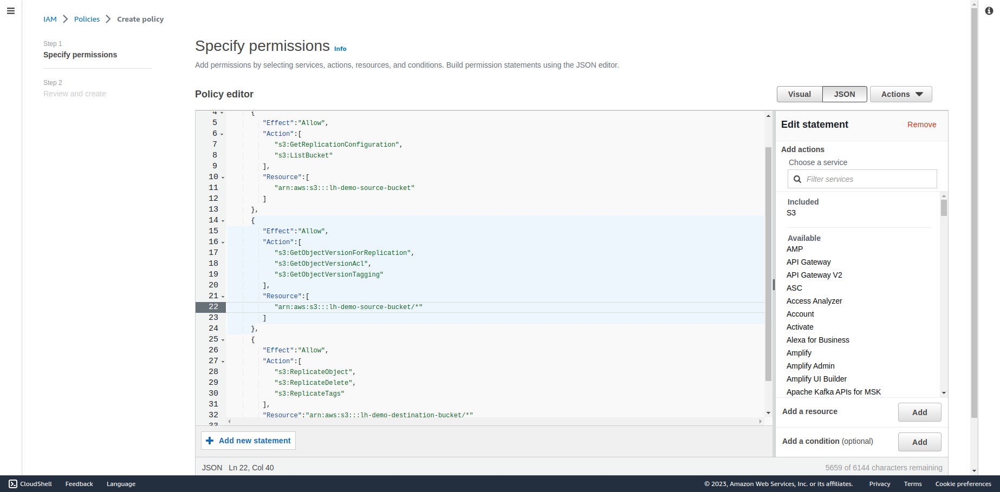 IAM > Policies > Create policy
Step 1
Specify permissions
Step 2
Review and create
Specify permissions Info
Add permissions by selecting services, actions, resources, and conditions. Build permission statements using the JSON editor.
Policy editor
Visual JSON Actions
4 {
5 "Effect":"Allow",
6 "Action":[
7 "s3:GetReplicationConfiguration",
8 "s3:ListBucket"
9 ],
10 "Resource":[
11 "arn:aws:s3:::lh-demo-source-bucket"
12 ]
13 },
14 {
15 "Effect":"Allow",
16 "Action":[
17 "s3:GetObjectVersionForReplication",
18 "s3:GetObjectVersionAcl",
19 "s3:GetObjectVersionTagging"
20 ],
21 "Resource":[
22 "arn:aws:s3:::lh-demo-source-bucket/*"
23 ]
24 },
25 {
26 "Effect":"Allow",
27 "Action":[
28 "s3:ReplicateObject",
29 "s3:ReplicateDelete",
30 "s3:ReplicateTags"
31 ],
32 "Resource":"arn:aws:s3:::lh-demo-destination-bucket/*"
33
Add new statement
JSON Ln 22, Col 40
Edit statement Remove
Add actions
Choose a service
Filter services
Included
S3
Available
AMP
API Gateway
API Gateway V2
ASC
Access Analyzer
Account
Activate
Alexa for Business
Amplify
Amplify Admin
Amplify UI Builder
Apache Kafka APIs for MSK
Add a resource Add
Add a condition (optional) Add
5659 of 6144 characters remaining
CloudShell Feedback Language
© 2023, Amazon Web Services, Inc. or its affiliates. Privacy Terms Cookie preferences